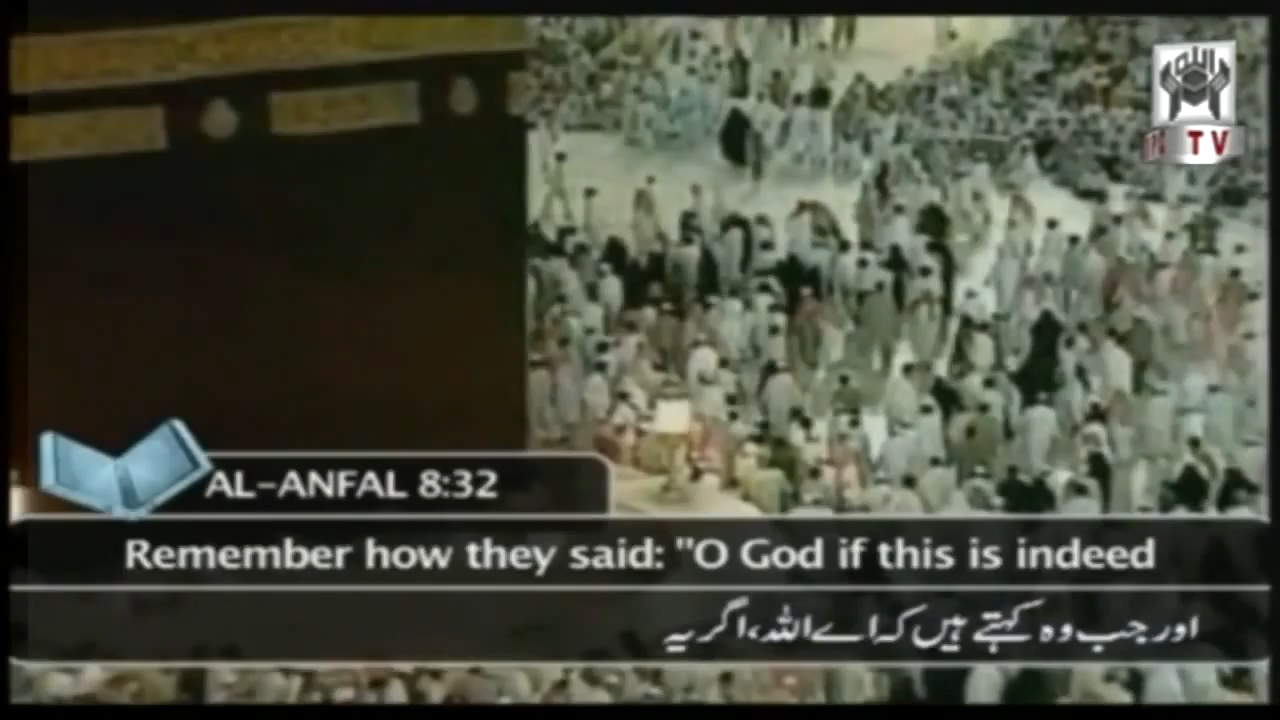 الله
TV
AL-ANFAL 8:32
Remember how they said: "O God if this is indeed
اور جب وہ کہتے ہیں کہ اے اللہ، اگر یہ